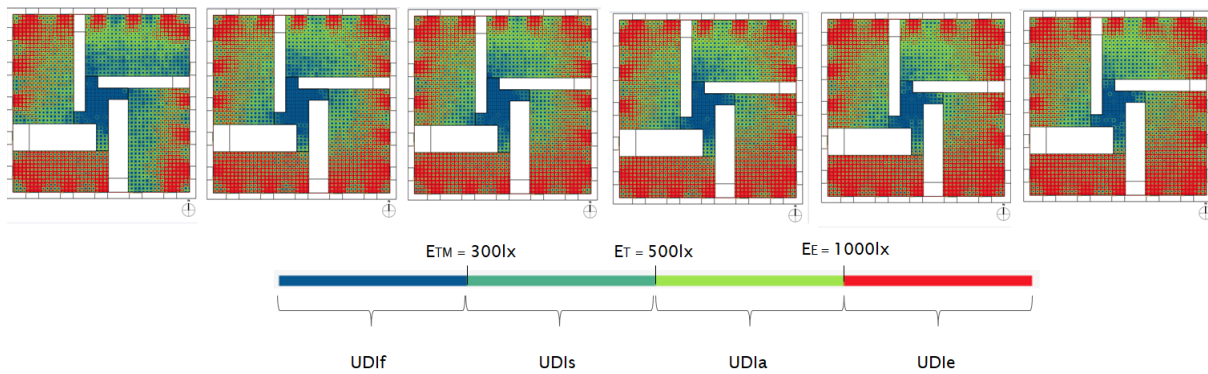 ETM = 300lx ET = 500lx EE = 1000lx
UDIf UDIs UDIa UDIe